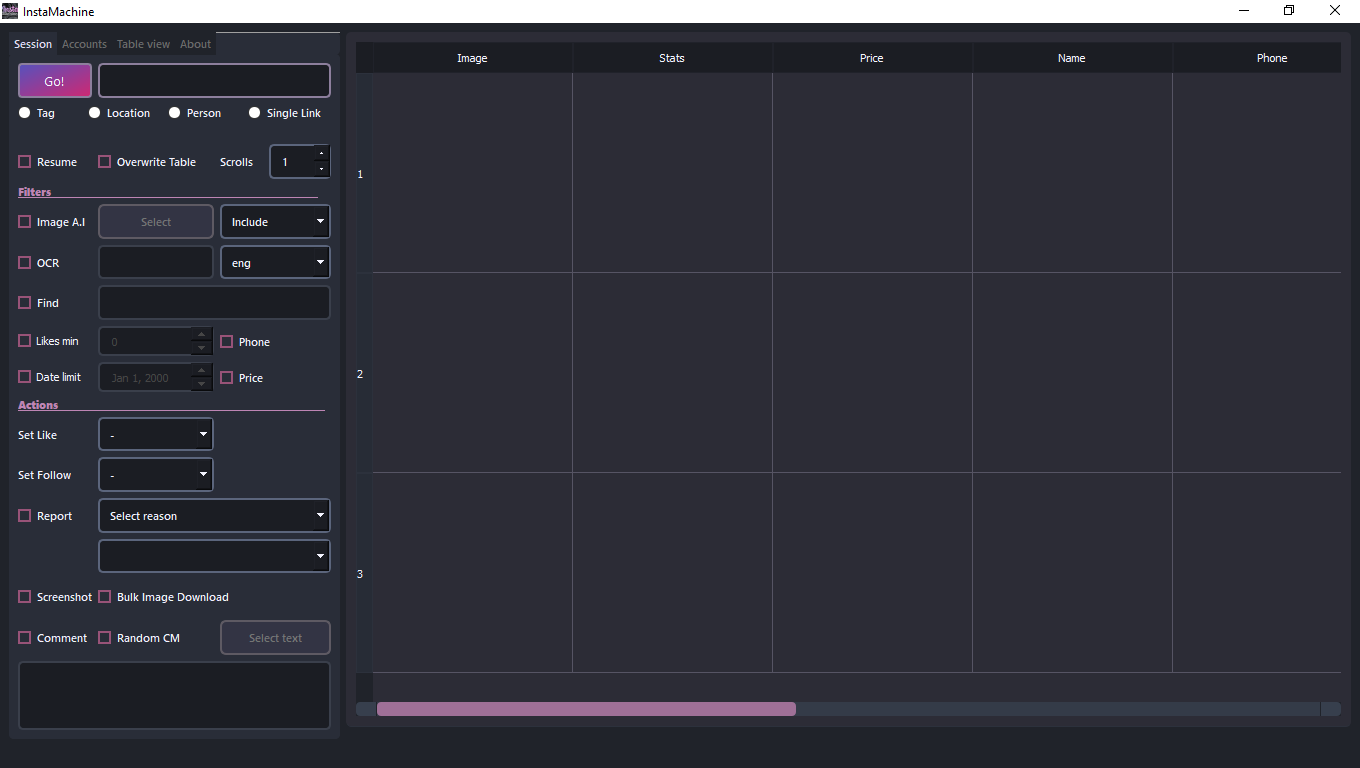 InstaMachine
Session Accounts Table view About
Go!
Tag Location Person Single Link
Resume Overwrite Table Scrolls 1
Filters
Image A.I Select Include
OCR eng
Find
Likes min 0 Phone
Date limit Jan 1, 2000 Price
Actions
Set Like -
Set Follow -
Report Select reason
Screenshot Bulk Image Download
Comment Random CM Select text
Image Stats Price Name Phone
1
2
3